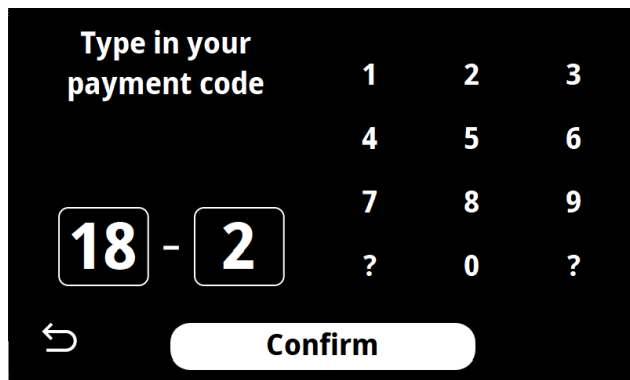 Type in your
payment code
18 - 2
1 2 3
4 5 6
7 8 9
? 0 ?
Confirm